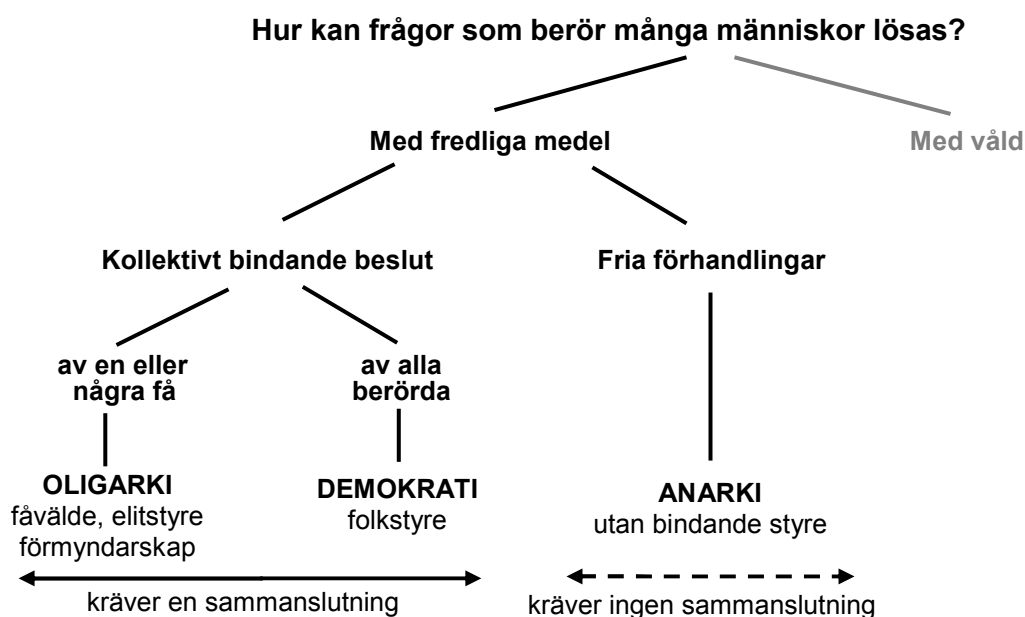 Hur kan frågor som berör många människor lösas?
Med fredliga medel
Med våld
Kollektivt bindande beslut
Fria förhandlingar
av en eller
några få
av alla
berörda
OLIGARKI
fåvälde, elitstyre
förmyndarskap
DEMOKRATI
folkstyre
ANARKI
utan bindande styre
kräver en sammanslutning
kräver ingen sammanslutning